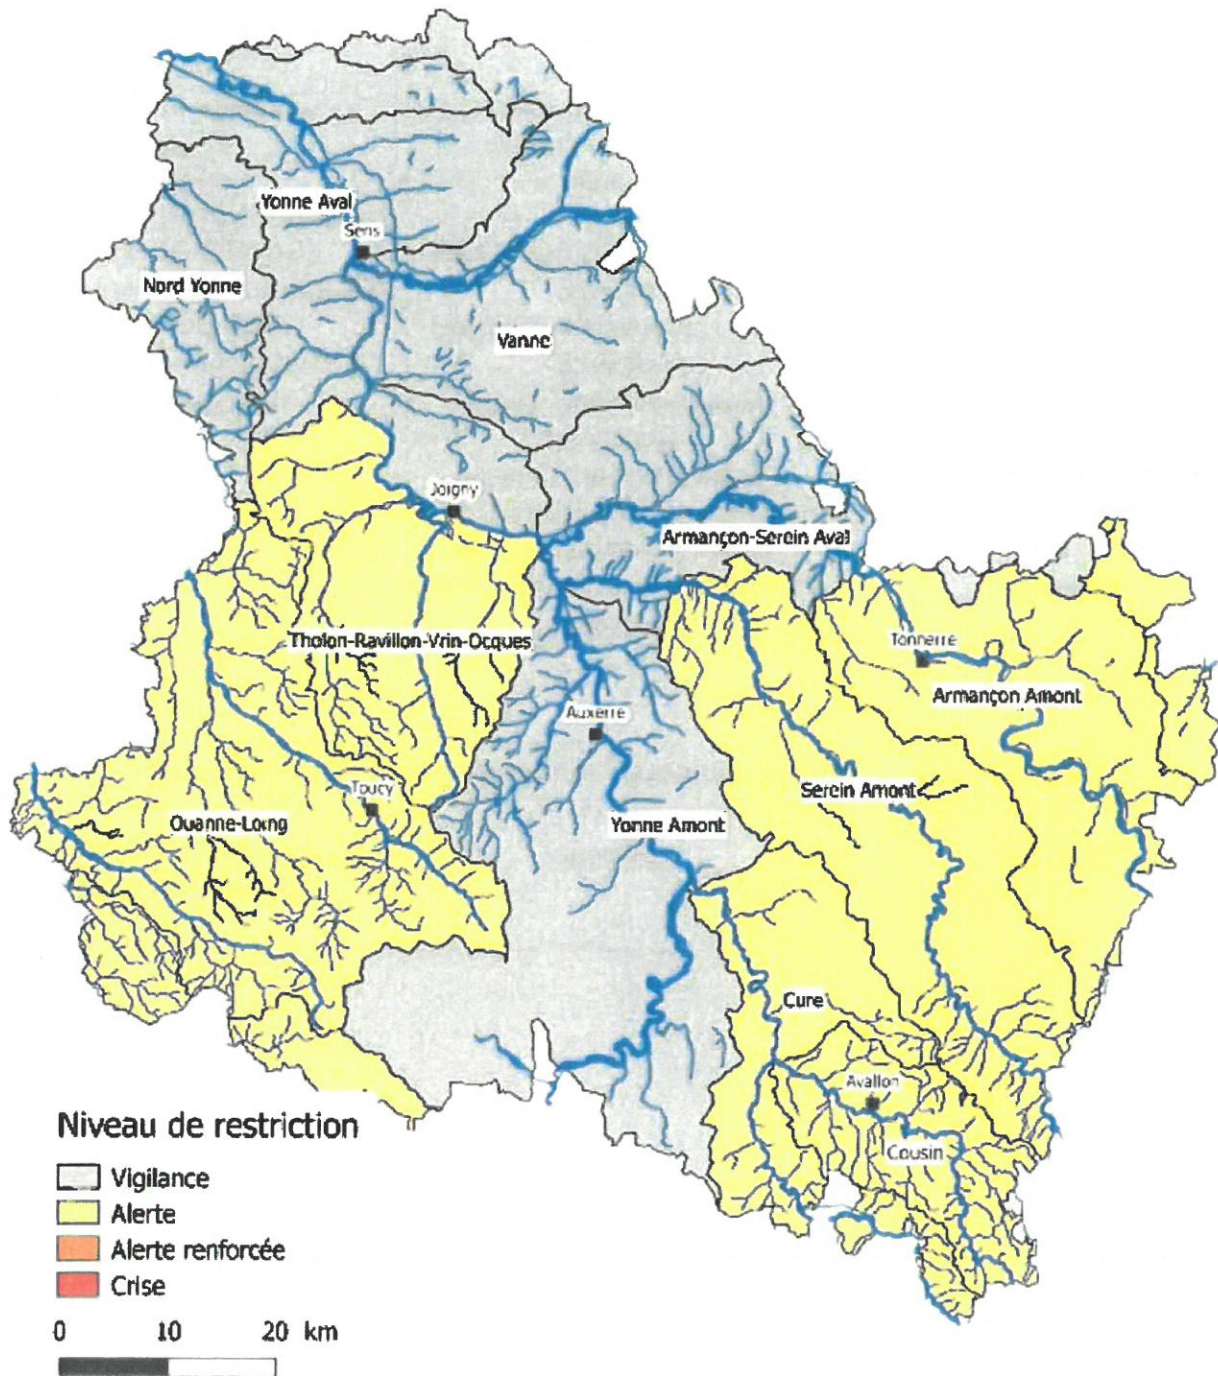 Yonne Aval
Sens
Nord Yonne
Vanne
Joigny
Armançon-Serein Aval
Tholon-Ravillon-Vrin-Ocques
Tonnerre
Armançon Amont
Auxerre
Toucy
Serein Amont
Ouanne-Loing
Yonne Amont
Cure
Avallon
Cousin
Niveau de restriction
Vigilance
Alerte
Alerte renforcée
Crise
0 10 20 km